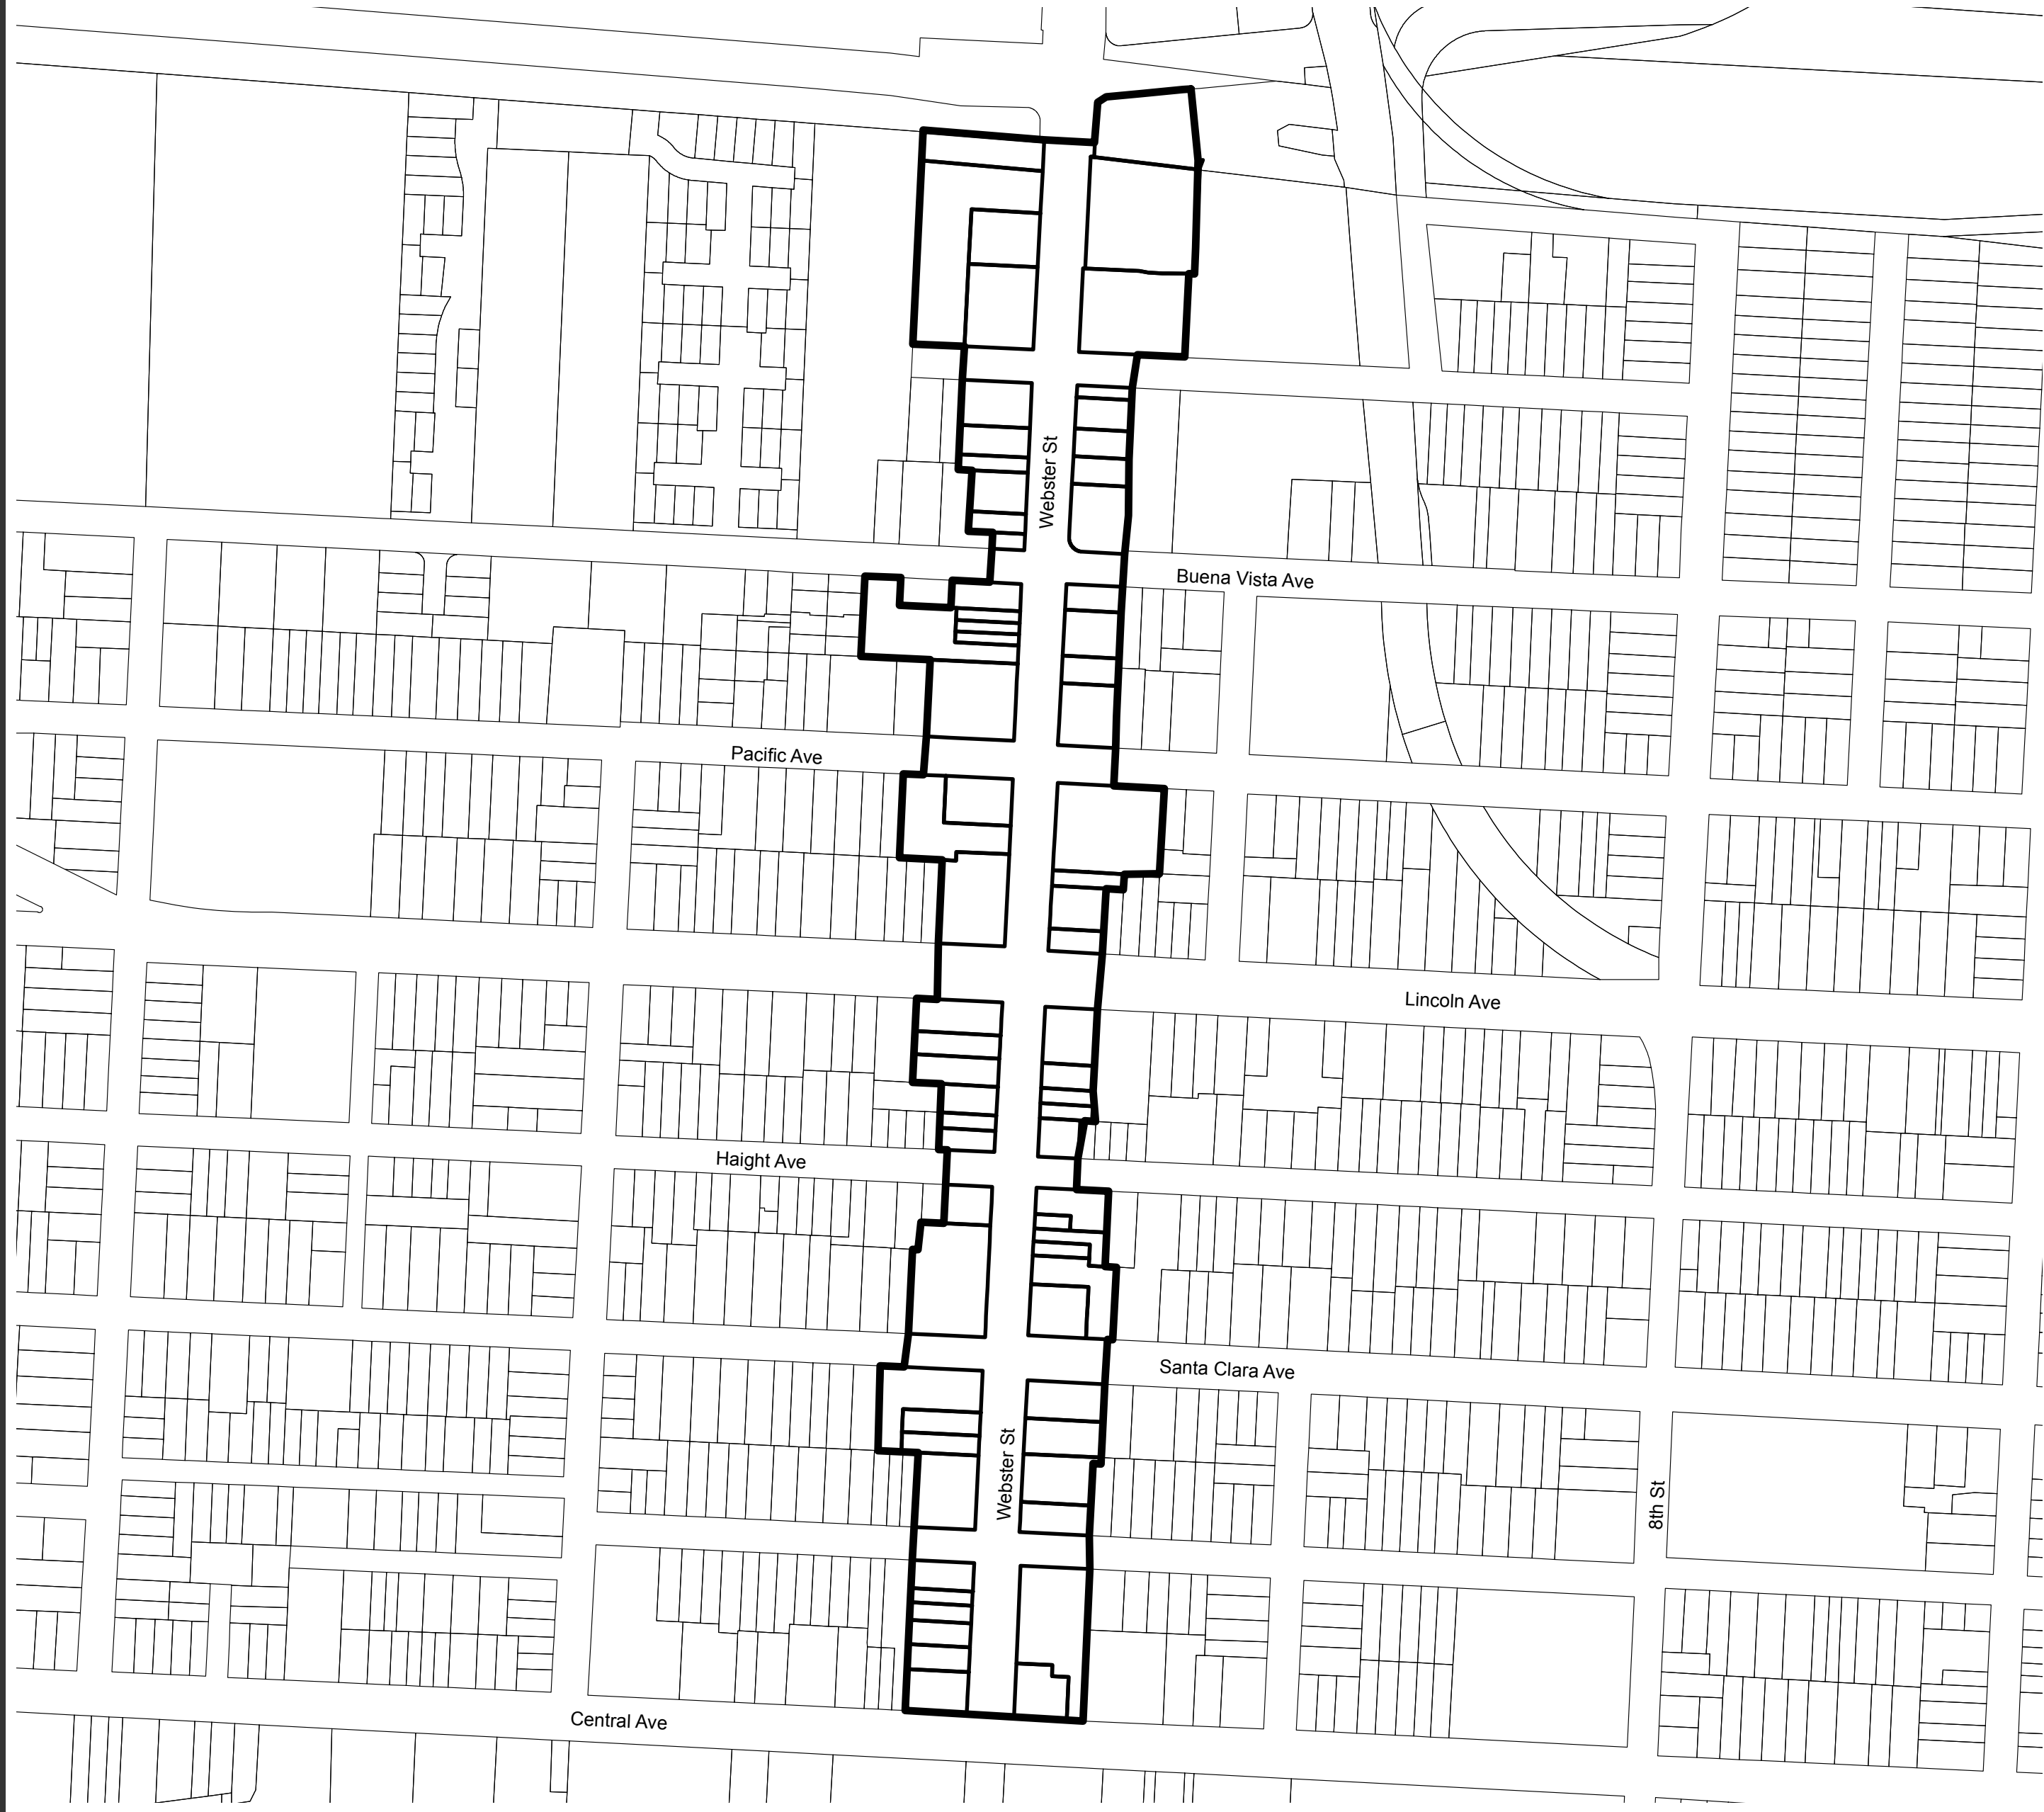 Webster St
Buena Vista Ave
Pacific Ave
Lincoln Ave
Haight Ave
Santa Clara Ave
Webster St
8th St
Central Ave